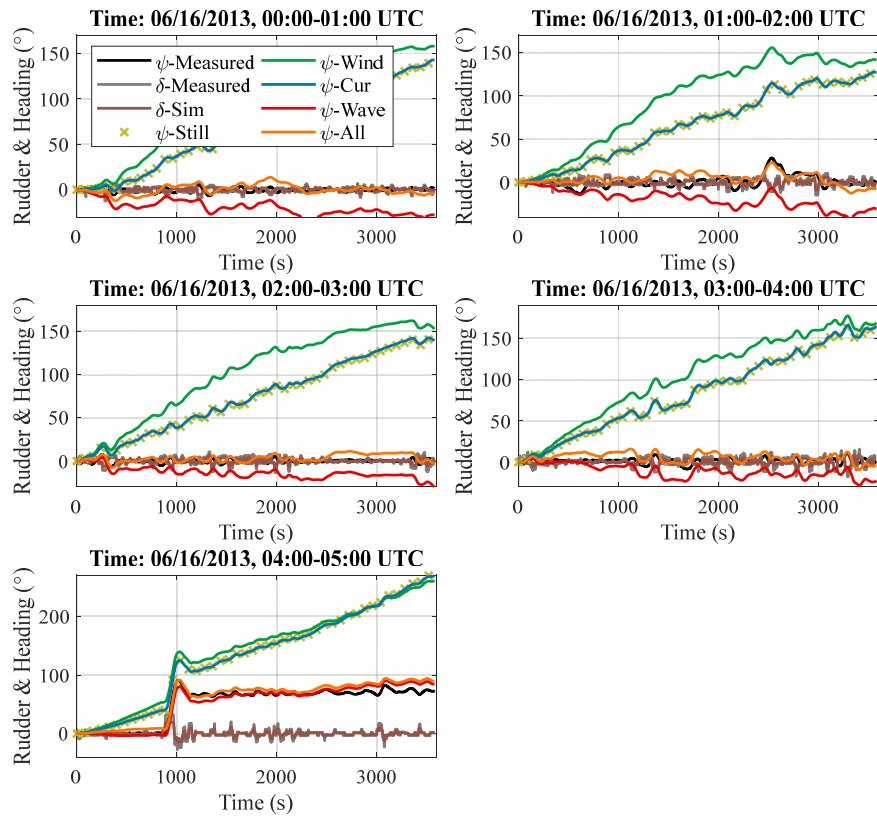 Time: 06/16/2013, 00:00-01:00 UTC
Rudder & Heading (°)
150
100
50
0
ψ-Measured
δ-Measured
δ-Sim
ψ-Still
ψ-Wind
ψ-Cur
ψ-Wave
ψ-All
0 1000 2000 3000
Time (s)
Time: 06/16/2013, 01:00-02:00 UTC
Rudder & Heading (°)
150
100
50
0
0 1000 2000 3000
Time (s)
Time: 06/16/2013, 02:00-03:00 UTC
Rudder & Heading (°)
150
100
50
0
0 1000 2000 3000
Time (s)
Time: 06/16/2013, 03:00-04:00 UTC
Rudder & Heading (°)
150
100
50
0
0 1000 2000 3000
Time (s)
Time: 06/16/2013, 04:00-05:00 UTC
Rudder & Heading (°)
200
100
0
0 1000 2000 3000
Time (s)